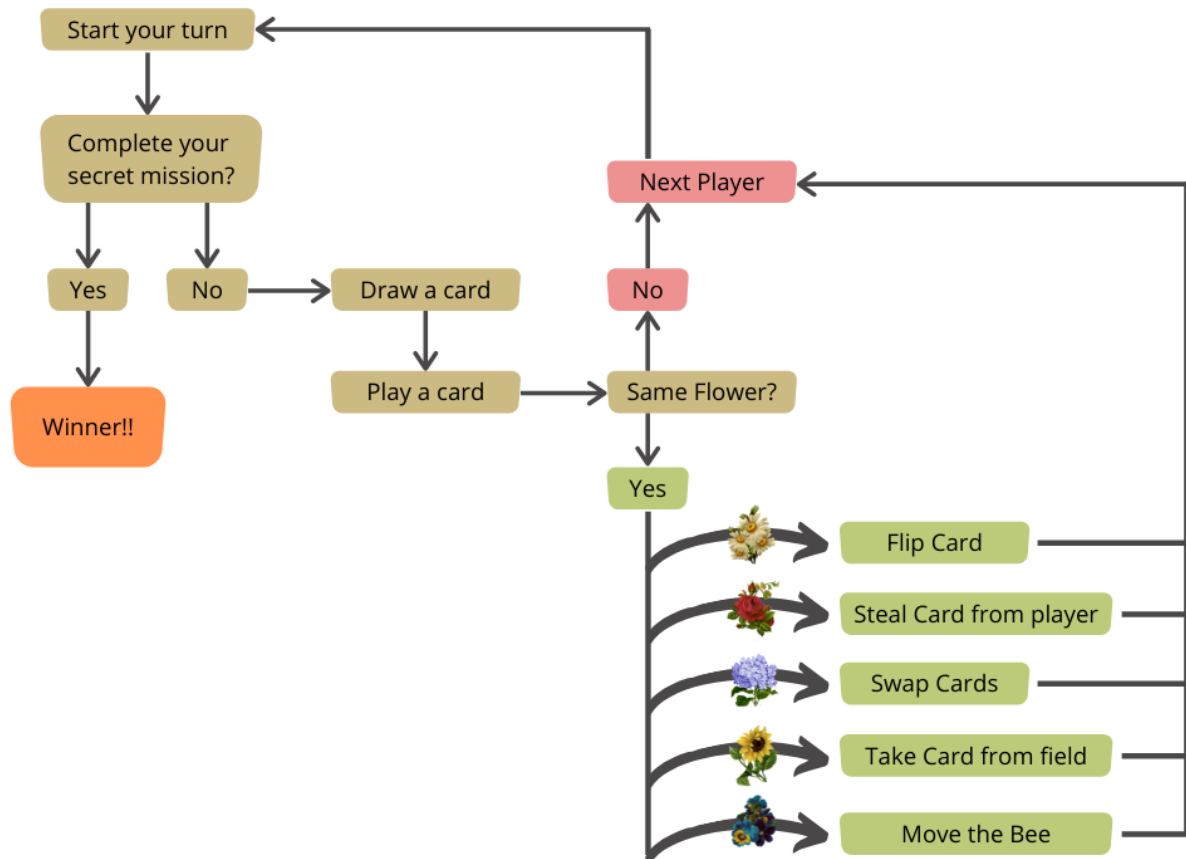 Start your turn
Complete your
secret mission?
Yes
No
Winner!!
Draw a card
Play a card
Same Flower?
No
Next Player
Yes
Flip Card
Steal Card from player
Swap Cards
Take Card from field
Move the Bee